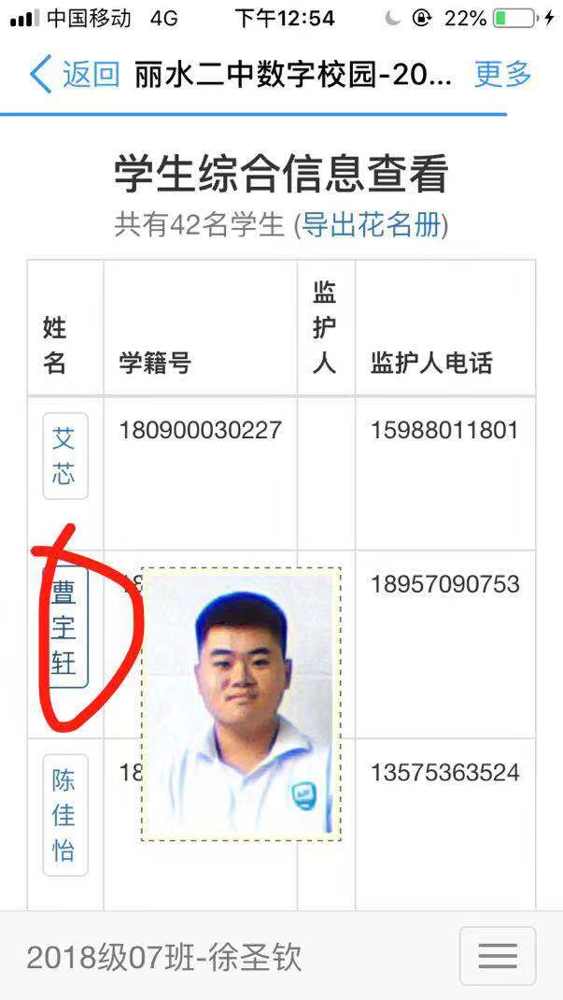 中国移动 4G 下午12:54 22%
返回 丽水二中数字校园-20... 更多
学生综合信息查看
共有42名学生 (导出花名册)
姓名 学籍号 监护人 监护人电话
艾芯 180900030227 15988011801
曹宇轩 18 18957090753
陈佳怡 18 13575363524
2018级07班-徐圣钦